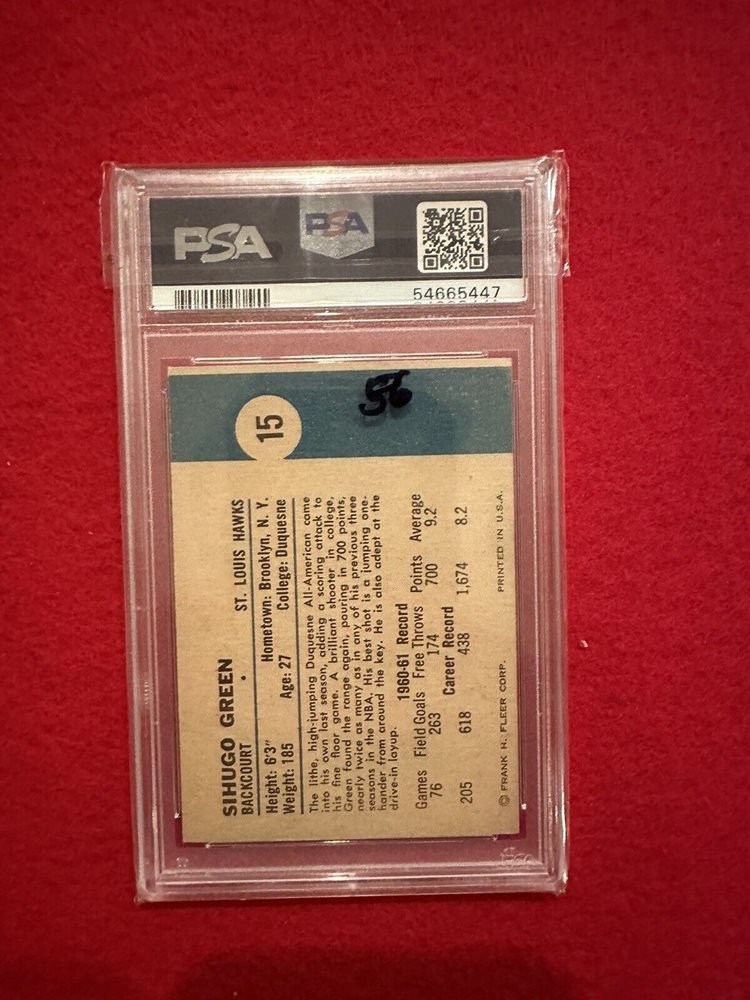 PSA
PSA
54665447
56
15
SIHUGO GREEN
BACKCOURT • ST. LOUIS HAWKS
Height: 6'3" Hometown: Brooklyn, N. Y.
Weight: 185 Age: 27 College: Duquesne
The lithe, high-jumping Duquesne All-American came
into his own last season, adding a scoring attack to
his fine floor game. A brilliant shooter in college,
Green found the range again, pouring in 700 points,
nearly twice as many as in any of his previous three
seasons in the NBA. His best shot is a jumping one-
hander from around the key. He is also adept at the
drive-in layup.
1960-61 Record
Games Field Goals Free Throws Points Average
76 263 174 700 9.2
Career Record
205 618 438 1,674 8.2
© FRANK H. FLEER CORP. PRINTED IN U.S.A.